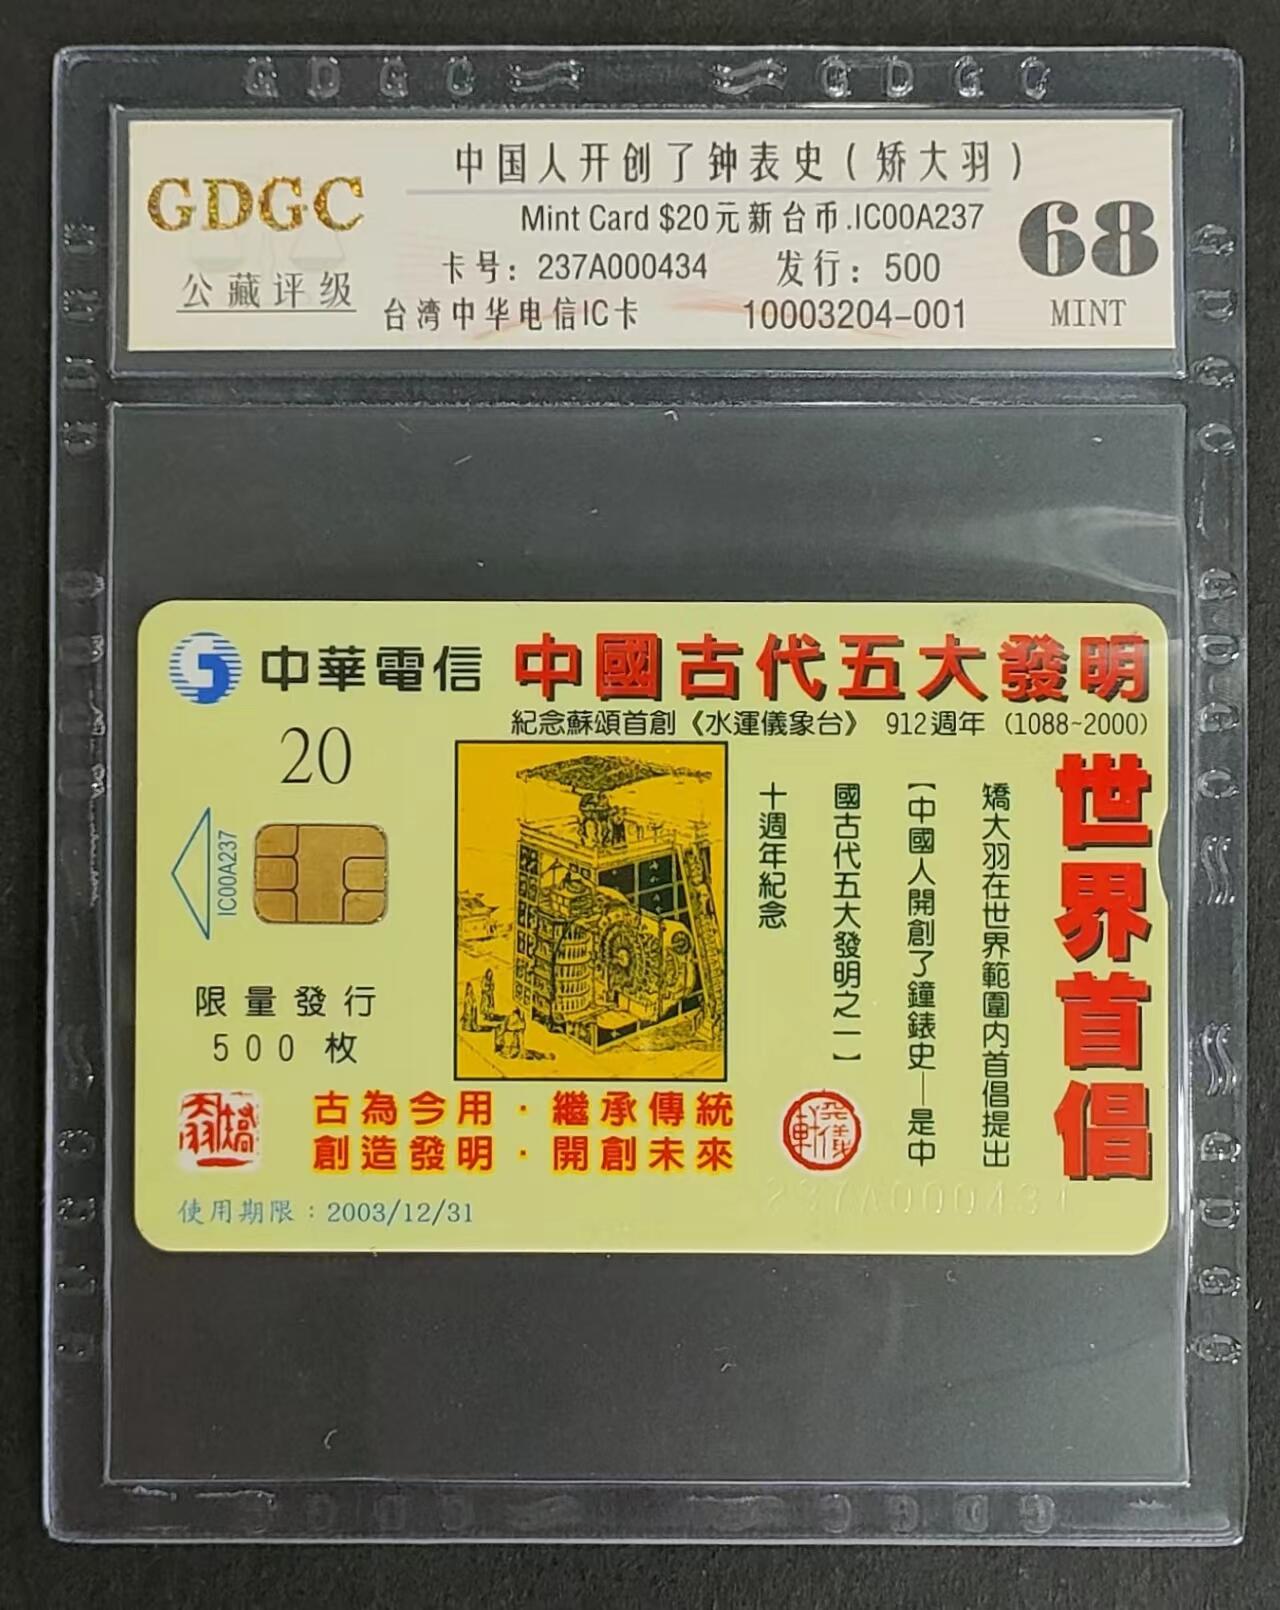 GDGC
GDGC
GDGC
公藏评级
中国人开创了钟表史(矫大羽)
Mint Card $20元新台币.IC00A237
卡号：237A000434
发行：500
台湾中华电信IC卡
10003204-001
68
MINT
中華電信
中國古代五大發明
紀念蘇頌首創《水運儀象台》 912週年 (1088~2000)
20
IC00A237
限量發行
500 枚
世界首倡
矯大羽在世界範圍內首倡提出
【中國人開創了鐘錶史—是中
國古代五大發明之一】
十週年紀念
古為今用·繼承傳統
創造發明·開創未來
使用期限：2003/12/31
237A000434